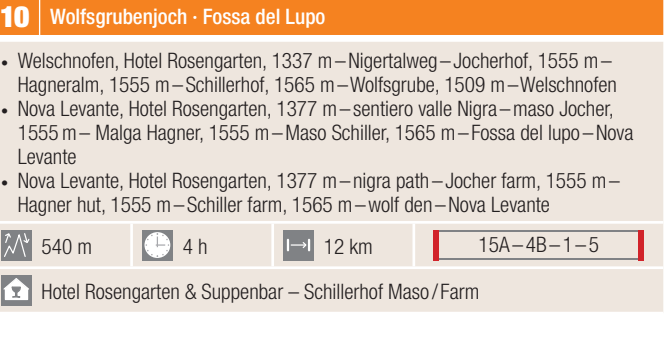 10 Wolfsgrubenjoch · Fossa del Lupo
• Welschnofen, Hotel Rosengarten, 1337 m – Nigertalweg – Jocherhof, 1555 m –
Hagneralm, 1555 m – Schillerhof, 1565 m – Wolfsgrube, 1509 m – Welschnofen
• Nova Levante, Hotel Rosengarten, 1377 m – sentiero valle Nigra – maso Jocher,
1555 m – Malga Hagner, 1555 m – Maso Schiller, 1565 m – Fossa del lupo – Nova
Levante
• Nova Levante, Hotel Rosengarten, 1377 m – nigra path – Jocher farm, 1555 m –
Hagner hut, 1555 m – Schiller farm, 1565 m – wolf den – Nova Levante
540 m 4 h 12 km 15A – 4B – 1 – 5
Hotel Rosengarten & Suppenbar – Schillerhof Maso / Farm